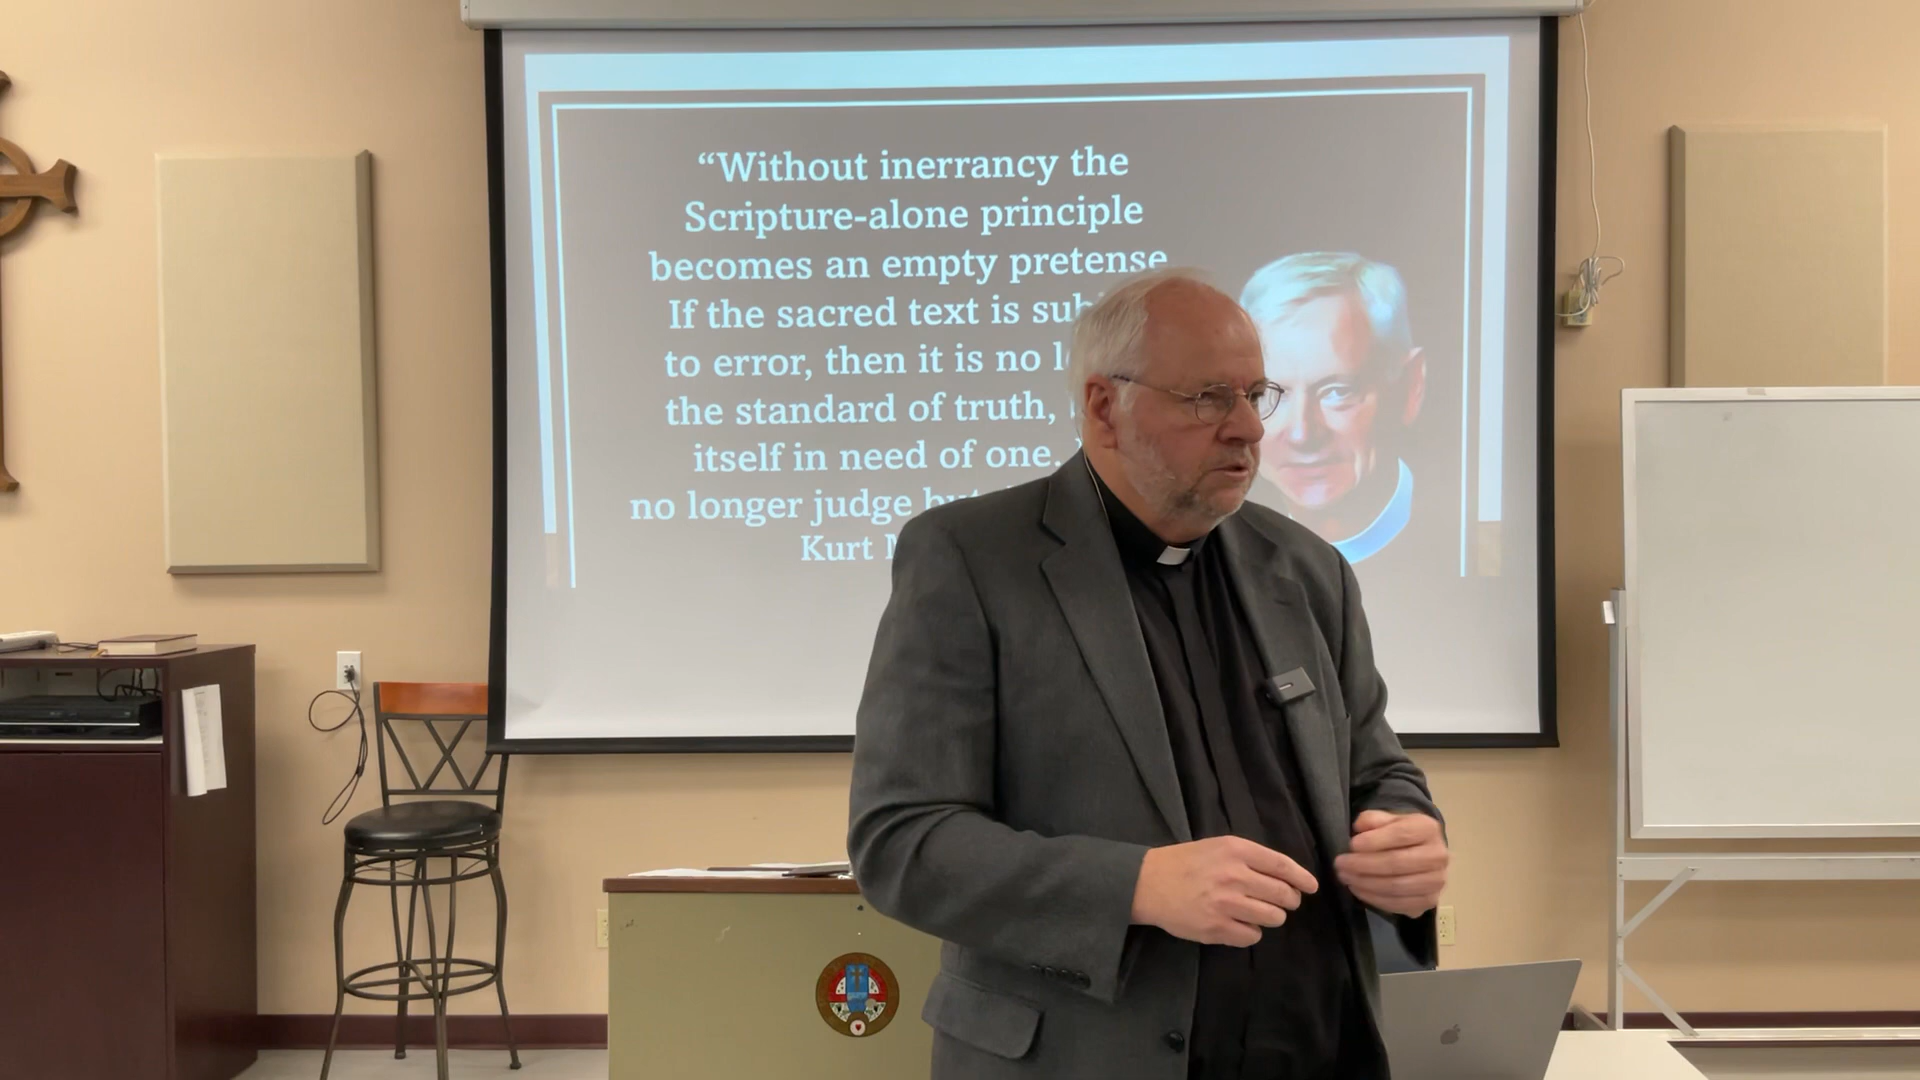 “Without inerrancy the
Scripture-alone principle
becomes an empty pretense
If the sacred text is
to error, then it is no
the standard of truth,
itself in need of one.
no longer judge
Kurt